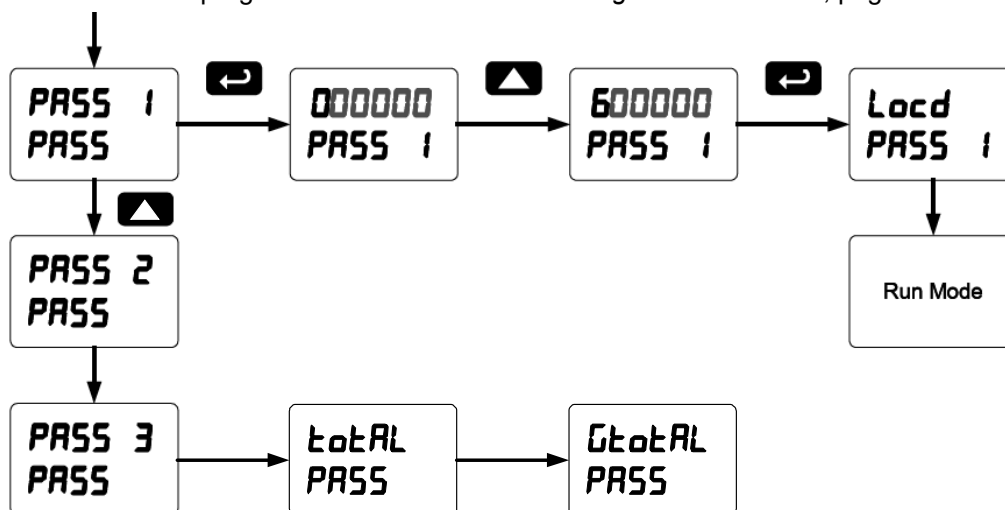 PASS 1
PASS
000000
PASS 1
600000
PASS 1
Locd
PASS 1
PASS 2
PASS
Run Mode
PASS 3
PASS
totAL
PASS
GtotAL
PASS